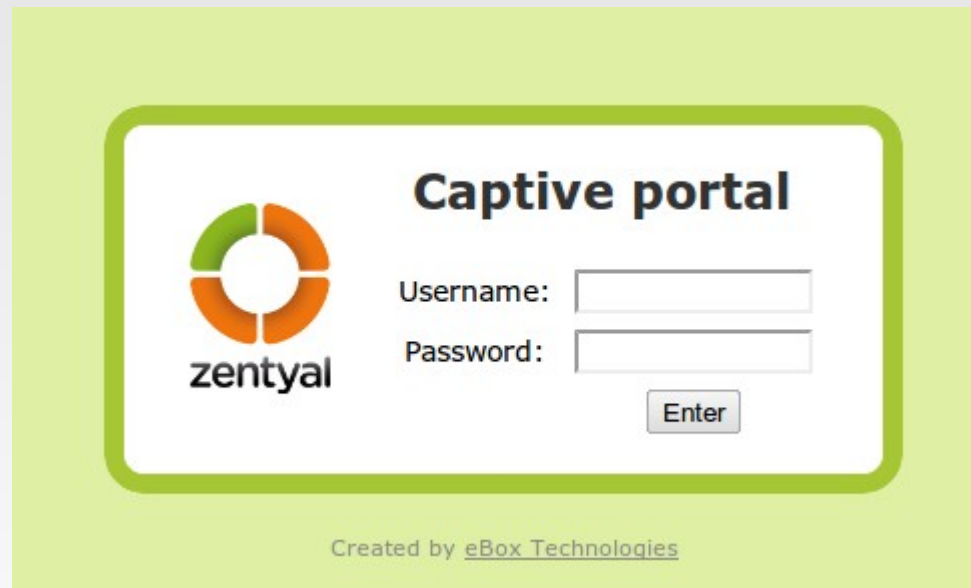 Captive portal
Username:
Password:
zentyal
Enter
Created by eBox Technologies